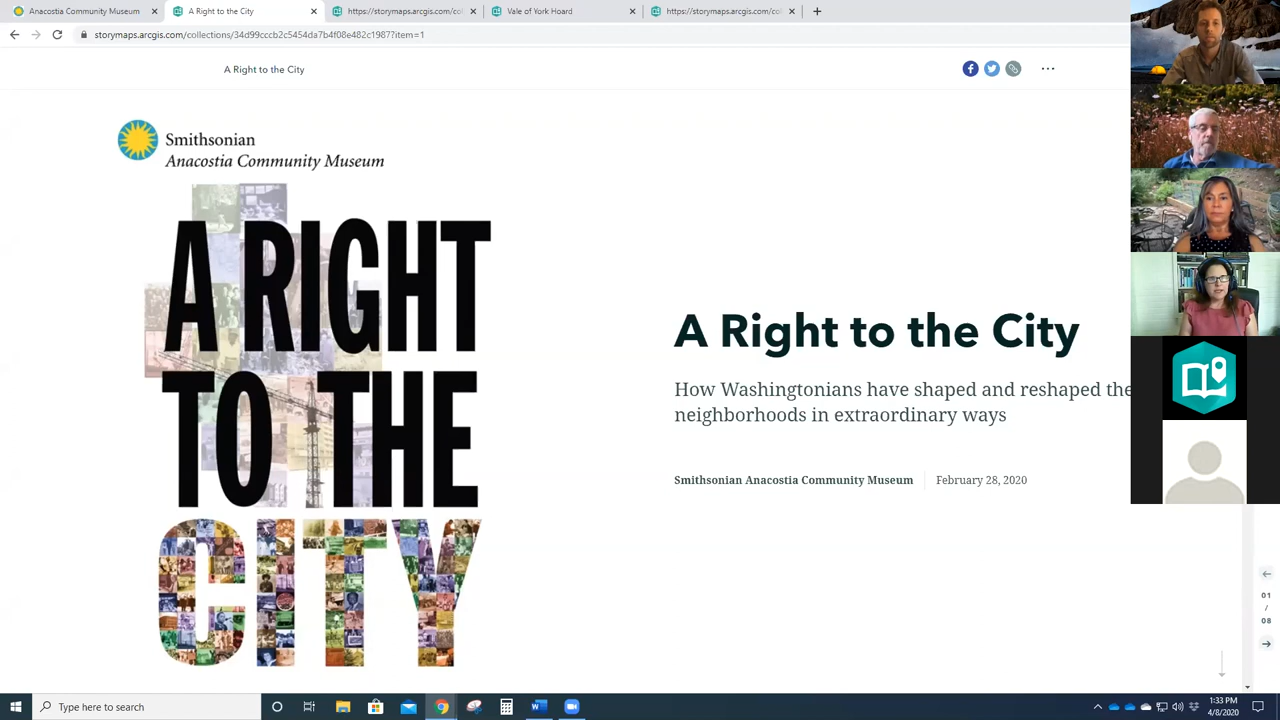 Anacostia Community Museum
A Right to the City
https://storymaps.arcgis.com/col
Vale of York Hoard
https://storymaps.arcgis.com/col
storymaps.arcgis.com/collections/34d99cccb2c5454da7b4f08e482c1987?item=1
A Right to the City
Smithsonian
Anacostia Community Museum
A RIGHT
TO THE
CITY
A Right to the City
How Washingtonians have shaped and reshaped the
neighborhoods in extraordinary ways
Smithsonian Anacostia Community Museum
February 28, 2020
01
/
08
Type here to search
1:33 PM
4/8/2020